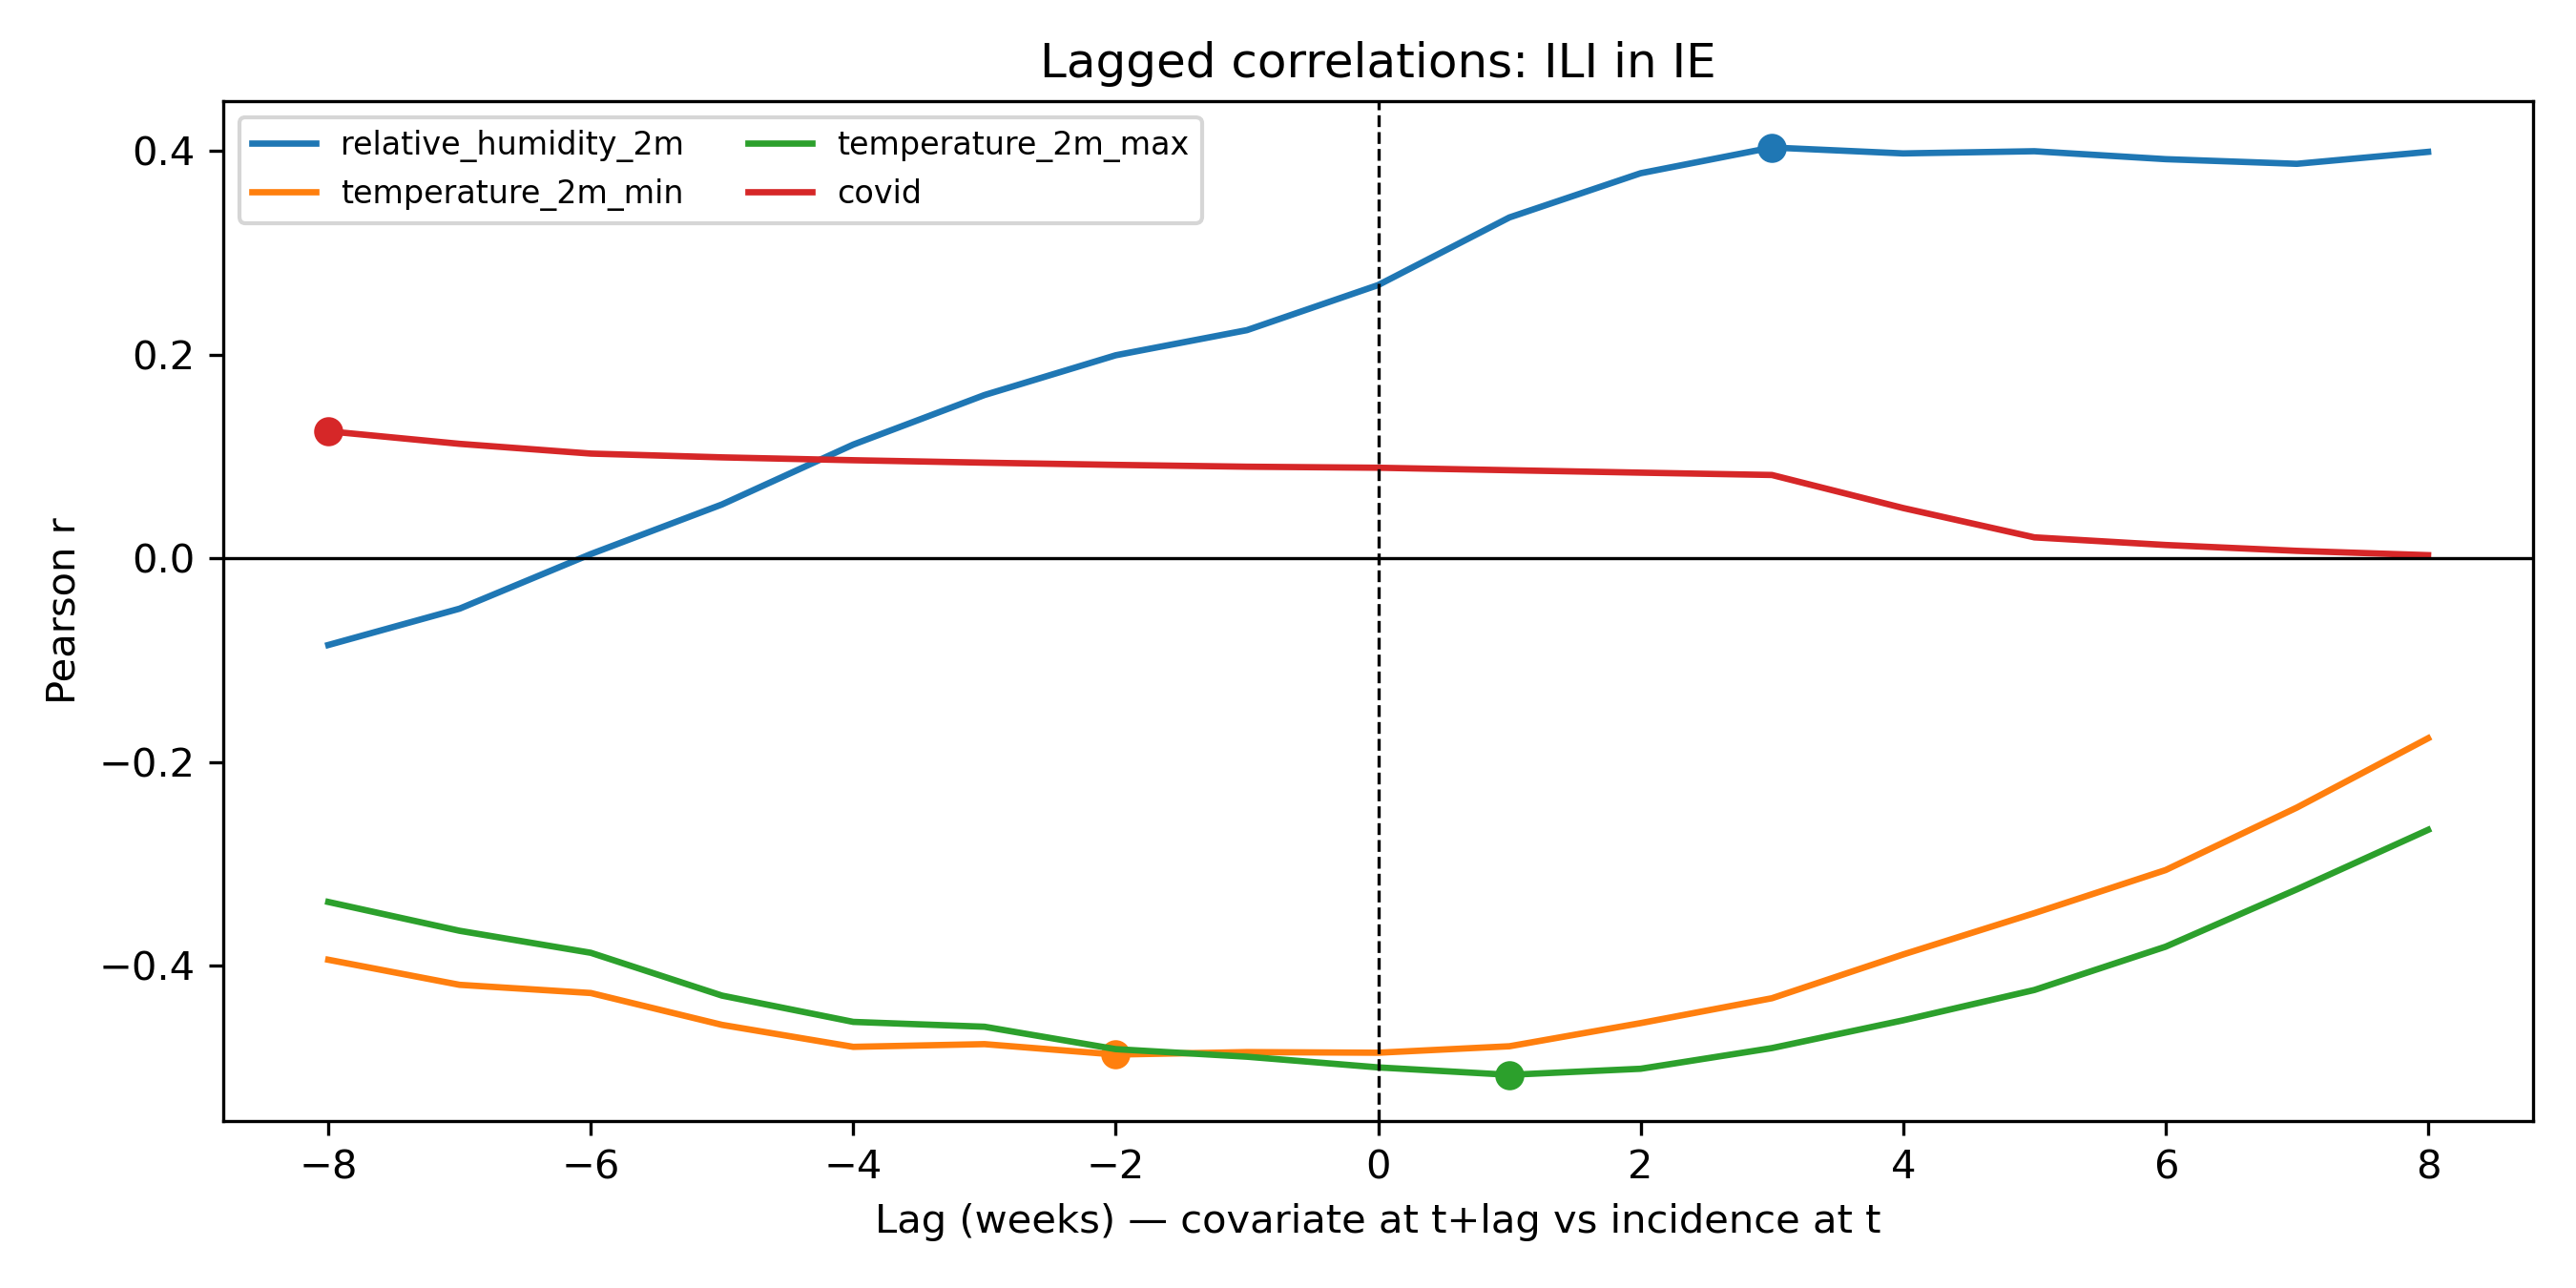 Lagged correlations: ILI in IE
relative_humidity_2m
temperature_2m_min
temperature_2m_max
covid
Pearson r
0.4
0.2
0.0
−0.2
−0.4
−8 −6 −4 −2 0 2 4 6 8
Lag (weeks) — covariate at t+lag vs incidence at t